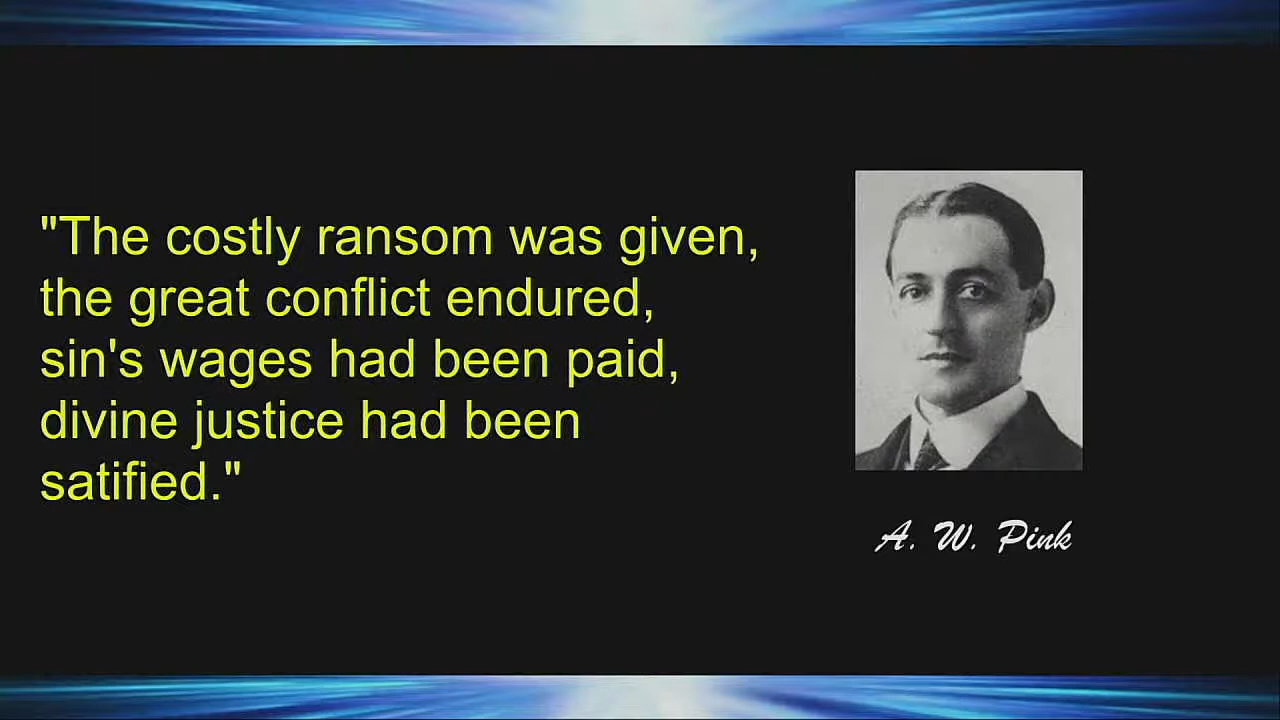 "The costly ransom was given,
the great conflict endured,
sin's wages had been paid,
divine justice had been
satified."
A. W. Pink